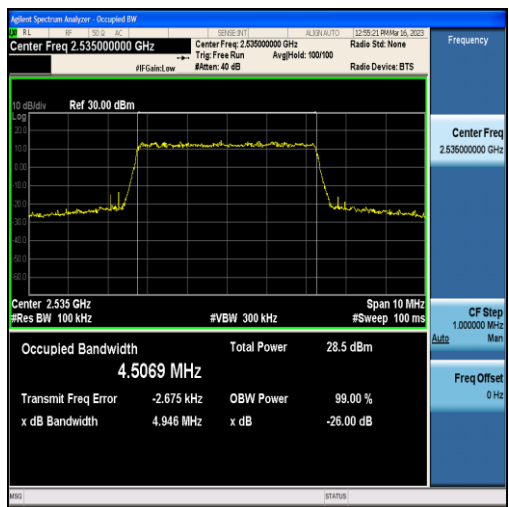 Agilent Spectrum Analyzer - Occupied BW
RL RF 50 Ω AC SENSE:INT ALIGN AUTO 12:55:21 PM Mar 16, 2023
Center Freq 2.535000000 GHz
Center Freq: 2.535000000 GHz Radio Std: None
Trig: Free Run Avg|Hold: 100/100
#IFGain:Low #Atten: 40 dB Radio Device: BTS
Frequency
10 dB/div Ref 30.00 dBm
Log
20.0
10.0
0.00
-10.0
-20.0
-30.0
-40.0
-50.0
-60.0
Center 2.535 GHz Span 10 MHz
#Res BW 100 kHz #VBW 300 kHz #Sweep 100 ms
Occupied Bandwidth Total Power 28.5 dBm
4.5069 MHz
Transmit Freq Error -2.675 kHz OBW Power 99.00 %
x dB Bandwidth 4.946 MHz x dB -26.00 dB
Center Freq
2.535000000 GHz
CF Step
1.000000 MHz
Auto Man
Freq Offset
0 Hz
MSG STATUS